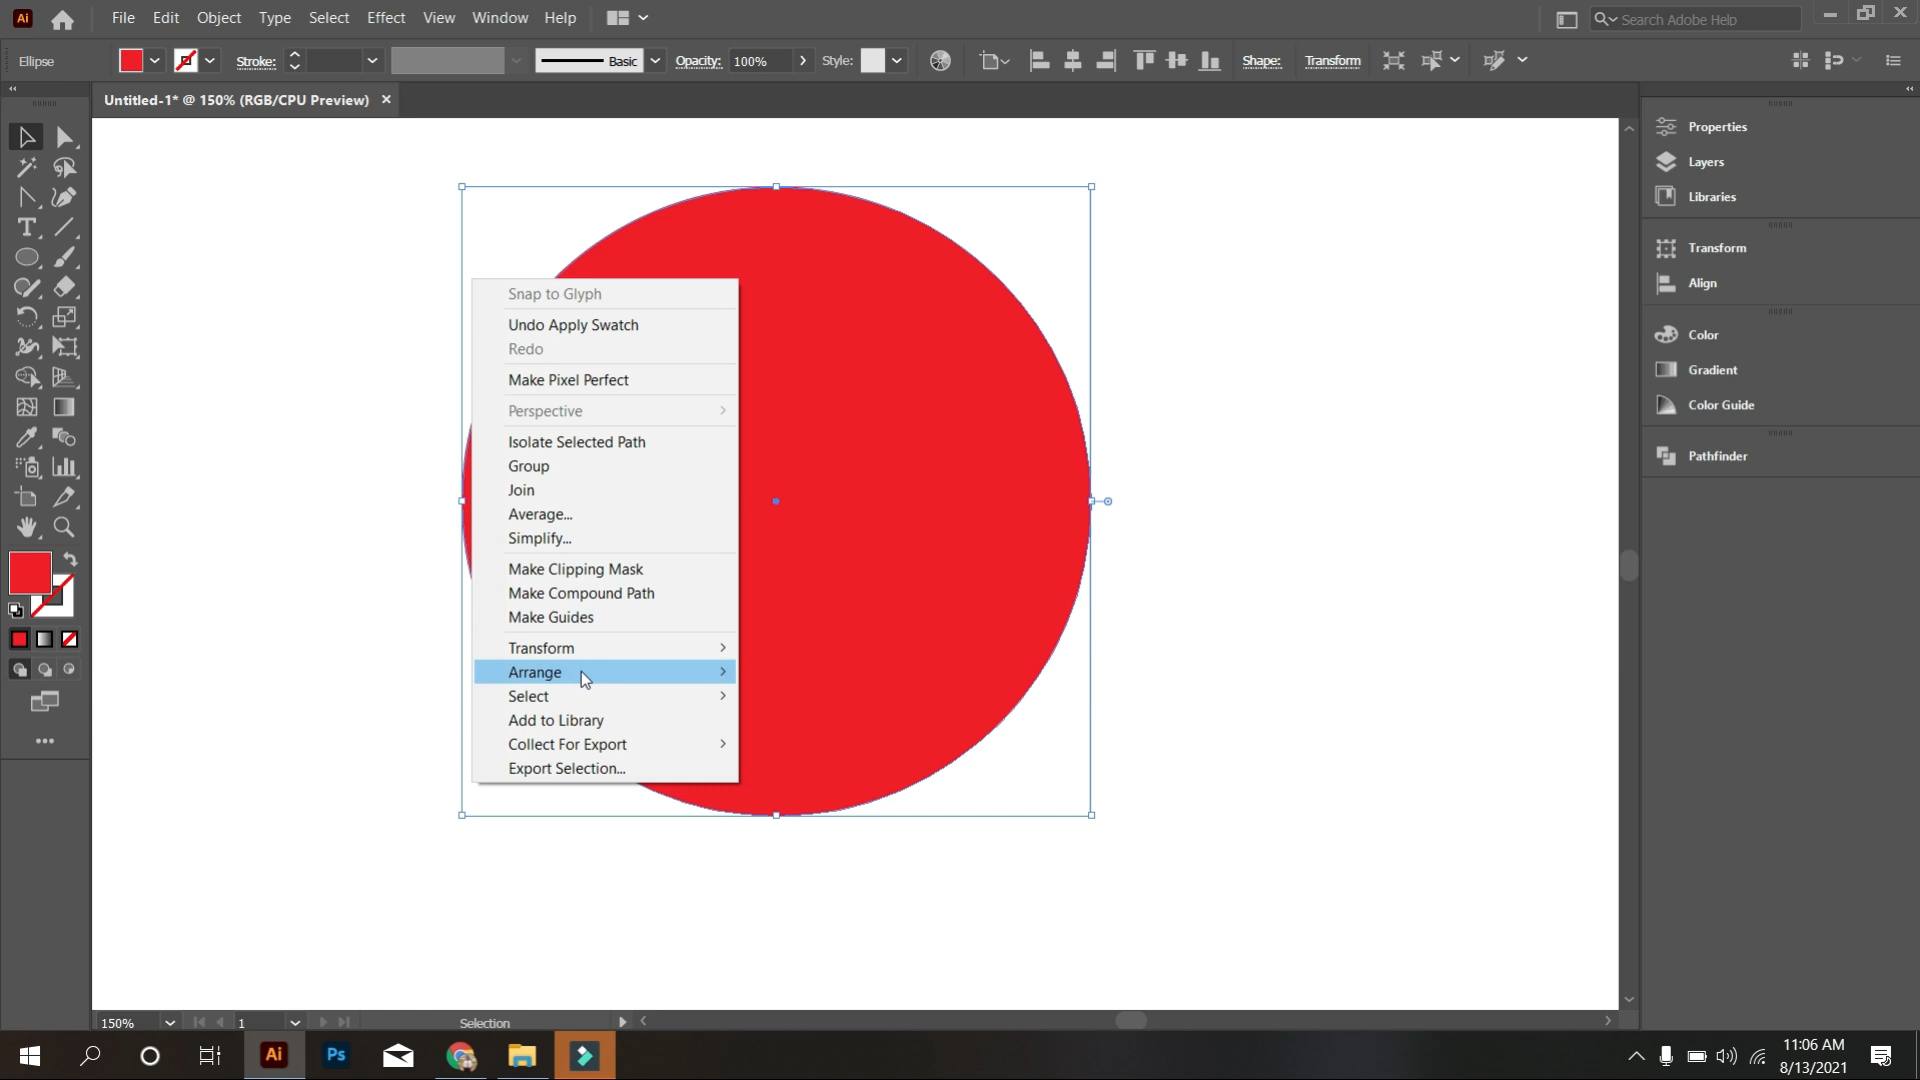 Ai File Edit Object Type Select Effect View Window Help Search Adobe Help
Ellipse Stroke: Basic Opacity: 100% Style: Shape: Transform
Untitled-1* @ 150% (RGB/CPU Preview)
Properties
Layers
Libraries
Transform
Align
Color
Gradient
Color Guide
Pathfinder
Snap to Glyph
Undo Apply Swatch
Redo
Make Pixel Perfect
Perspective
Isolate Selected Path
Group
Join
Average...
Simplify...
Make Clipping Mask
Make Compound Path
Make Guides
Transform
Arrange
Select
Add to Library
Collect For Export
Export Selection...
150% 1 Selection
Ai Ps
11:06 AM
8/13/2021